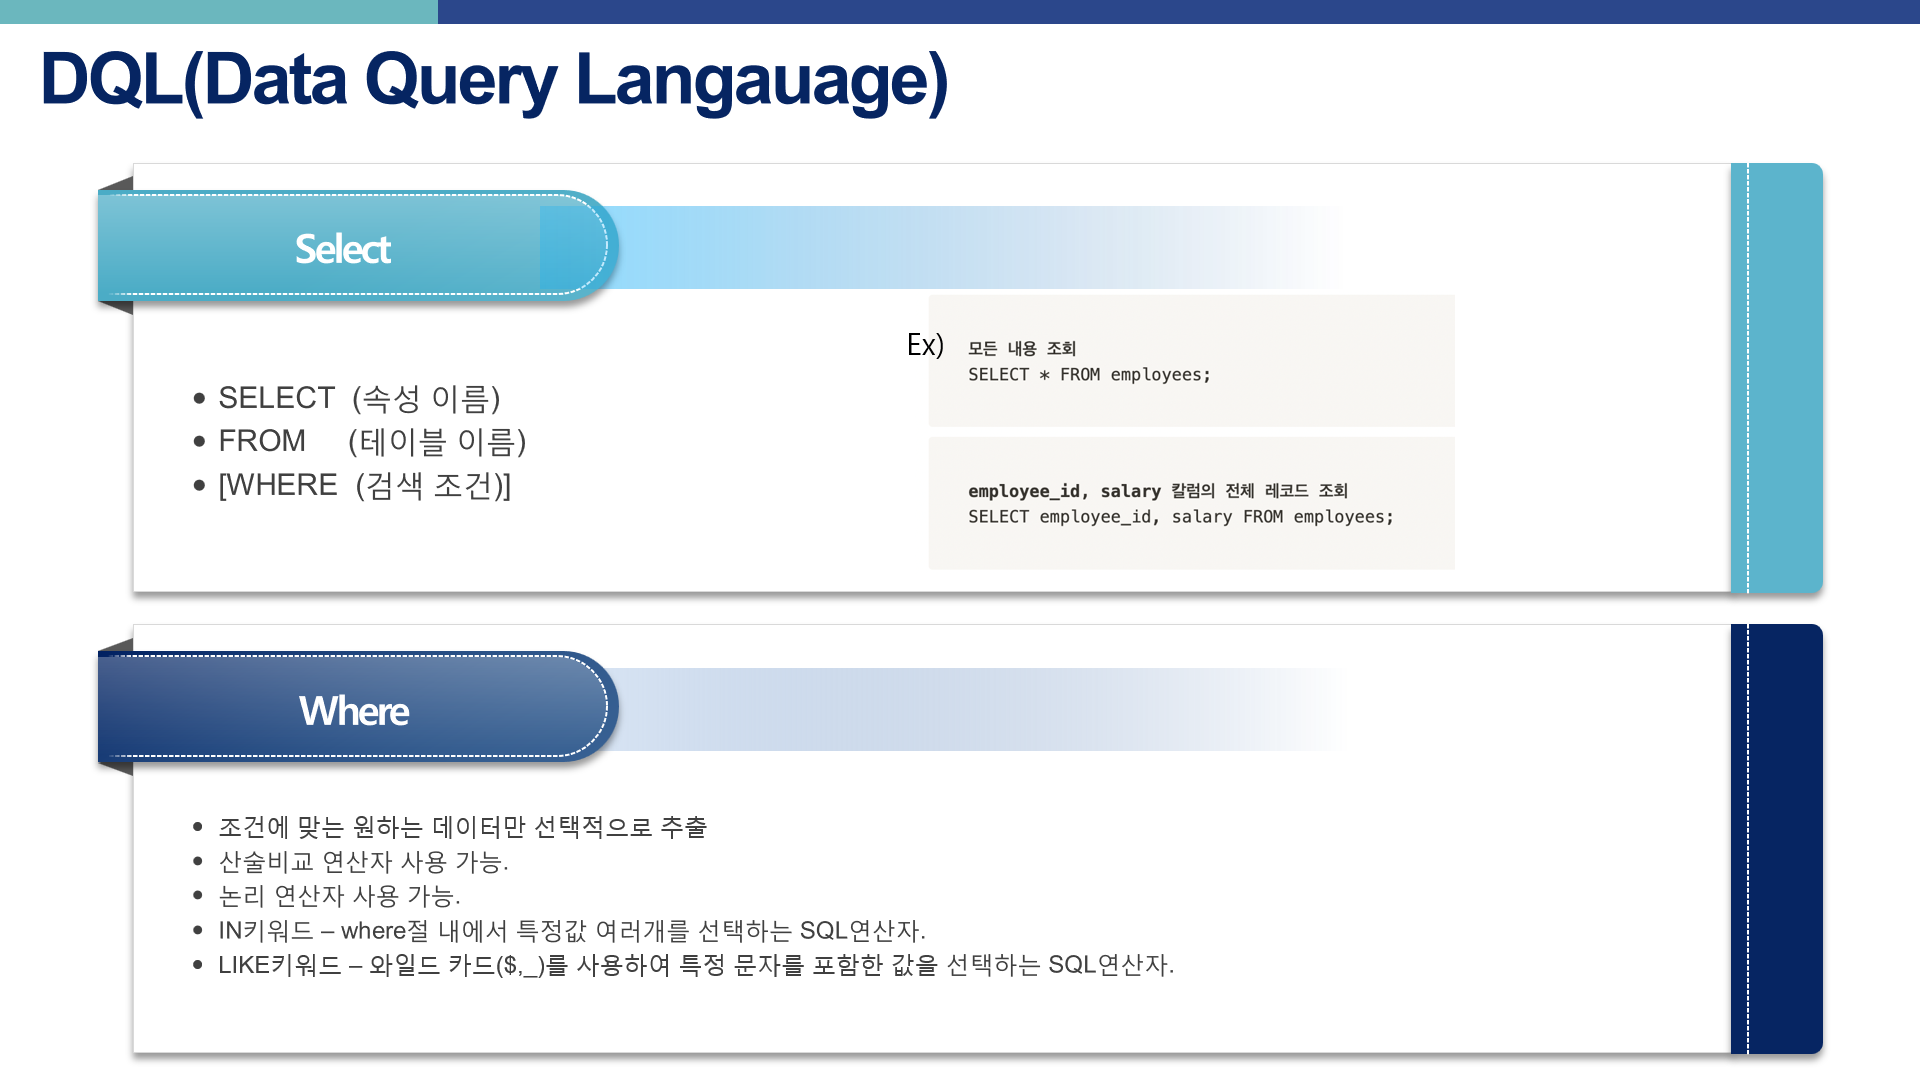 DQL(Data Query Langauage)
Select
• SELECT (속성 이름)
• FROM (테이블 이름)
• [WHERE (검색 조건)]
Ex)
모든 내용 조회
SELECT * FROM employees;
employee_id, salary 칼럼의 전체 레코드 조회
SELECT employee_id, salary FROM employees;
Where
• 조건에 맞는 원하는 데이터만 선택적으로 추출
• 산술비교 연산자 사용 가능.
• 논리 연산자 사용 가능.
• IN키워드 – where절 내에서 특정값 여러개를 선택하는 SQL연산자.
• LIKE키워드 – 와일드 카드($,_)를 사용하여 특정 문자를 포함한 값을 선택하는 SQL연산자.